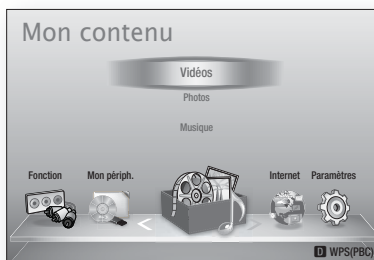 Mon contenu
Vidéos
Photos
Musique
Fonction Mon périph. Internet Paramètres
D WPS(PBC)